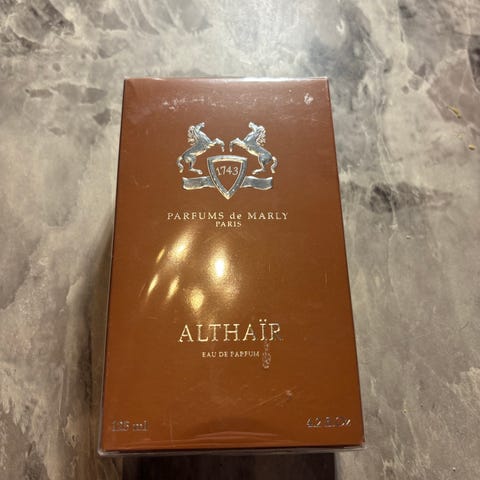 1743
PARFUMS de MARLY
PARIS
ALTHAÏR
EAU DE PARFUM
125 ml
4.2 fl.oz